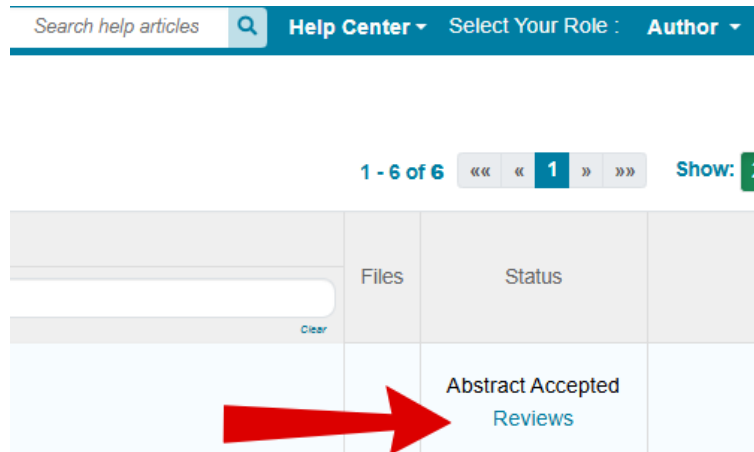 Search help articles Help Center Select Your Role : Author
1 - 6 of 6 «« « 1 » »» Show:
Files Status
Clear
Abstract Accepted
Reviews